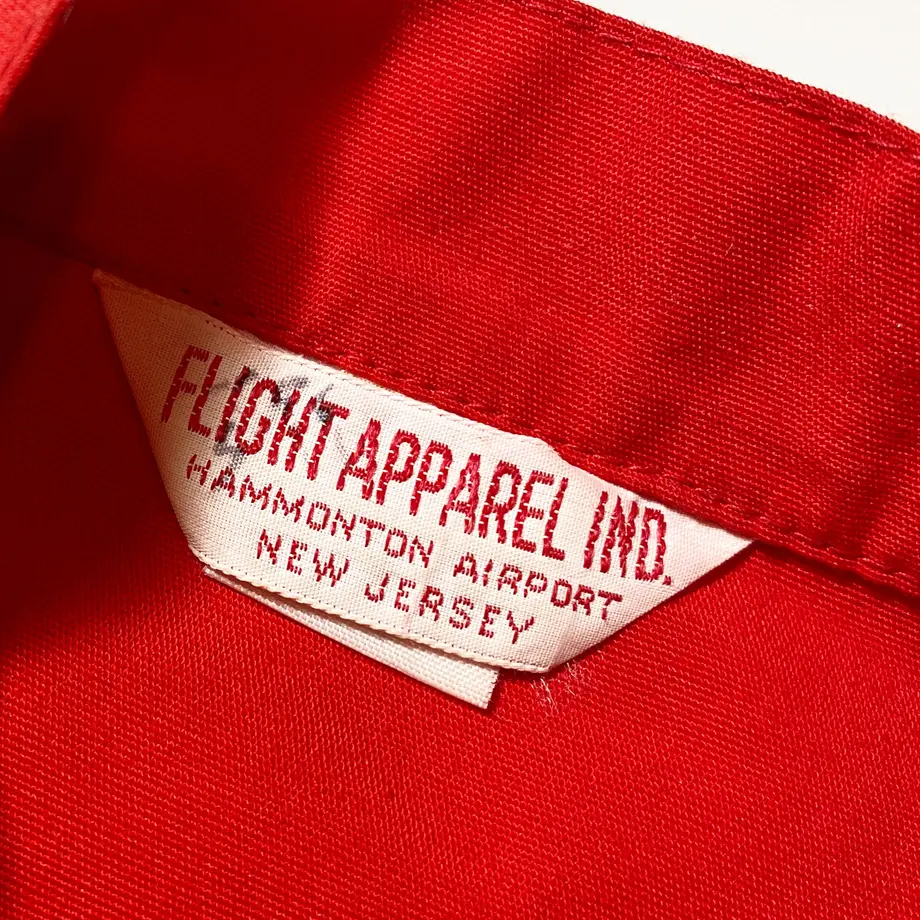 FLIGHT APPAREL IND.
HAMMONTON AIRPORT
NEW JERSEY